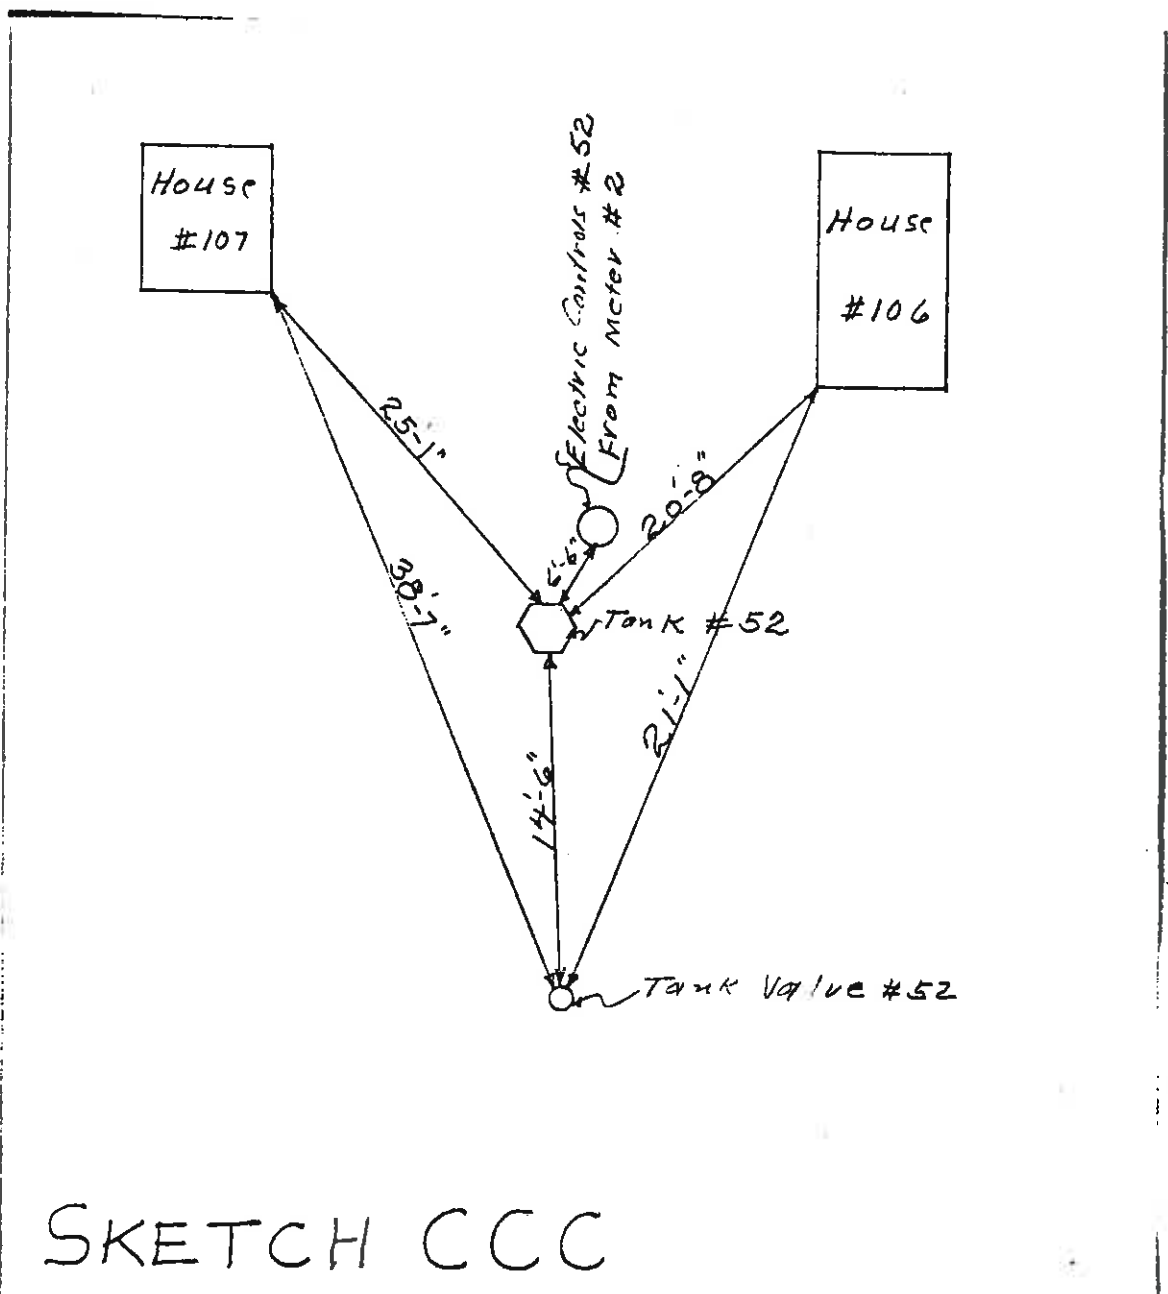 House
#107
House
#106
Electric Controls #52
From Meter #2
25-1"
20'-8"
6'-6"
38'-7"
Tank #52
21'-1"
14'-6"
Tank Valve #52
SKETCH CCC